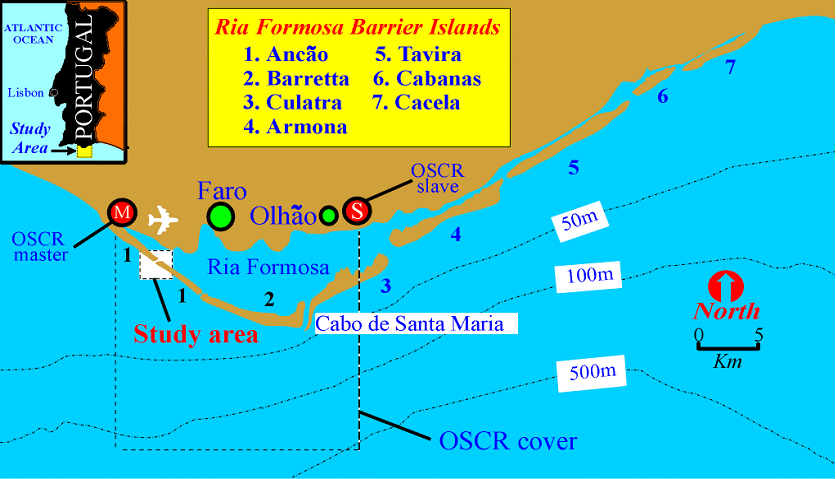 ATLANTIC
OCEAN
Lisbon
PORTUGAL
Study
Area
Ria Formosa Barrier Islands
1. Ancão
2. Barretta
3. Culatra
4. Armona
5. Tavira
6. Cabanas
7. Cacela
7
6
5
4
3
OSCR
slave
Faro
Olhão
S
M
OSCR
master
Ria Formosa
1
1
2
Study area
Cabo de Santa Maria
50m
100m
500m
North
0 5
Km
OSCR cover